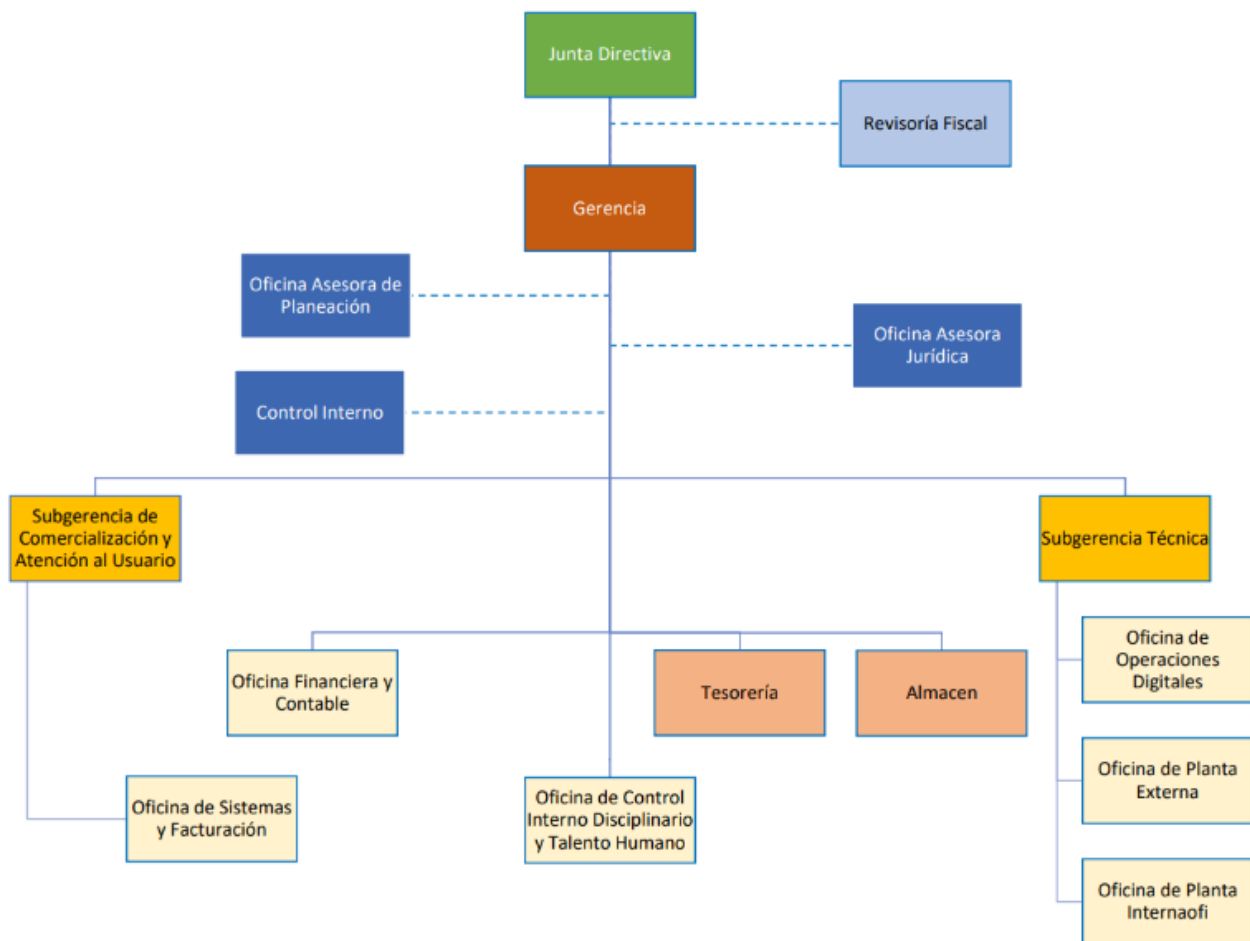 Junta Directiva
Revisoría Fiscal
Gerencia
Oficina Asesora de
Planeación
Oficina Asesora
Jurídica
Control Interno
Subgerencia de
Comercialización y
Atención al Usuario
Subgerencia Técnica
Oficina Financiera y
Contable
Tesorería
Almacen
Oficina de
Operaciones
Digitales
Oficina de Sistemas
y Facturación
Oficina de Control
Interno Disciplinario
y Talento Humano
Oficina de Planta
Externa
Oficina de Planta
Internaofi